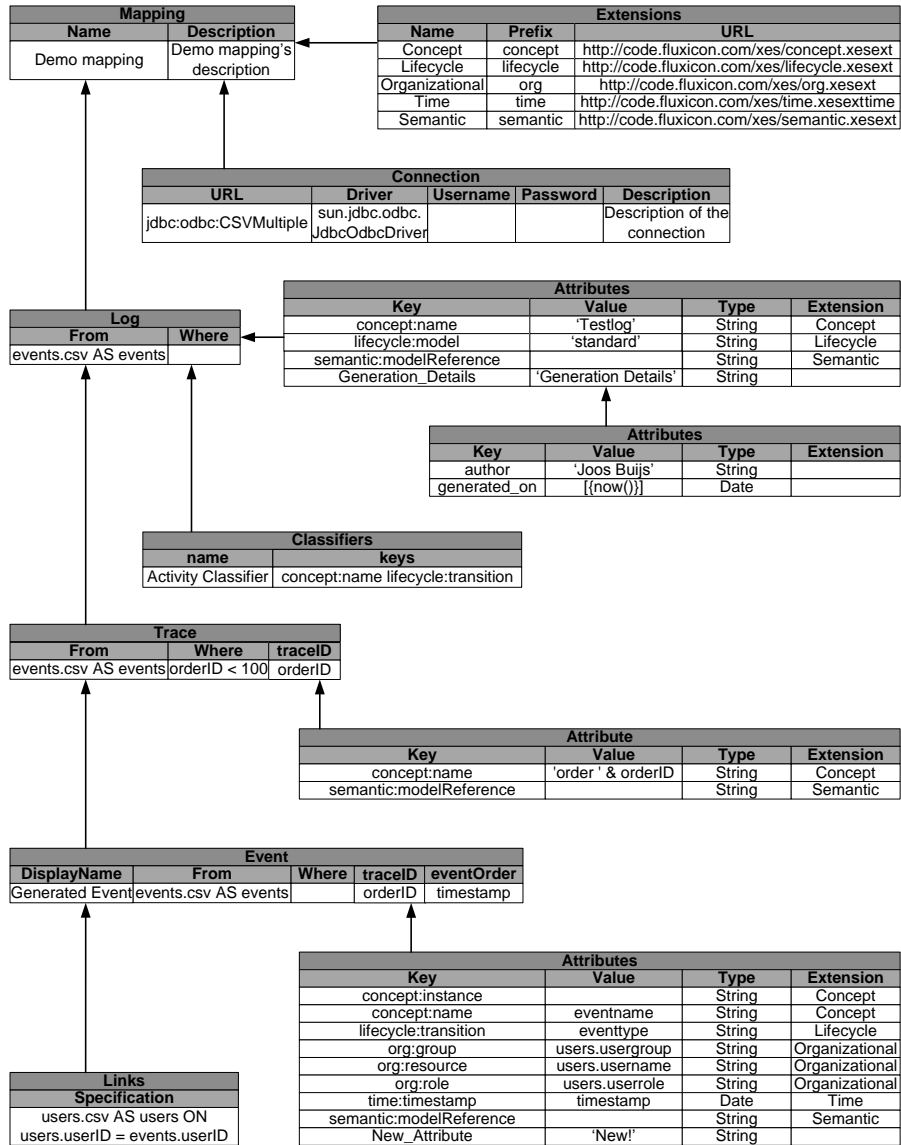 Mapping
Name Description
Demo mapping Demo mapping's
description
Extensions
Name Prefix URL
Concept concept http://code.fluxicon.com/xes/concept.xesext
Lifecycle lifecycle http://code.fluxicon.com/xes/lifecycle.xesext
Organizational org http://code.fluxicon.com/xes/org.xesext
Time time http://code.fluxicon.com/xes/time.xesexttime
Semantic semantic http://code.fluxicon.com/xes/semantic.xesext
Connection
URL Driver Username Password Description
jdbc:odbc:CSVMultiple sun.jdbc.odbc.
JdbcOdbcDriver Description of the
connection
Log
From Where
events.csv AS events
Attributes
Key Value Type Extension
concept:name ‘Testlog’ String Concept
lifecycle:model ‘standard’ String Lifecycle
semantic:modelReference String Semantic
Generation_Details ‘Generation Details’ String
Attributes
Key Value Type Extension
author ‘Joos Buijs’ String
generated_on [{now()}] Date
Classifiers
name keys
Activity Classifier concept:name lifecycle:transition
Trace
From Where traceID
events.csv AS events orderID < 100 orderID
Attribute
Key Value Type Extension
concept:name 'order ' & orderID String Concept
semantic:modelReference String Semantic
Event
DisplayName From Where traceID eventOrder
Generated Event events.csv AS events orderID timestamp
Attributes
Key Value Type Extension
concept:instance String Concept
concept:name eventname String Concept
lifecycle:transition eventtype String Lifecycle
org:group users.usergroup String Organizational
org:resource users.username String Organizational
org:role users.userrole String Organizational
time:timestamp timestamp Date Time
semantic:modelReference String Semantic
New_Attribute ‘New!’ String
Links
Specification
users.csv AS users ON
users.userID = events.userID